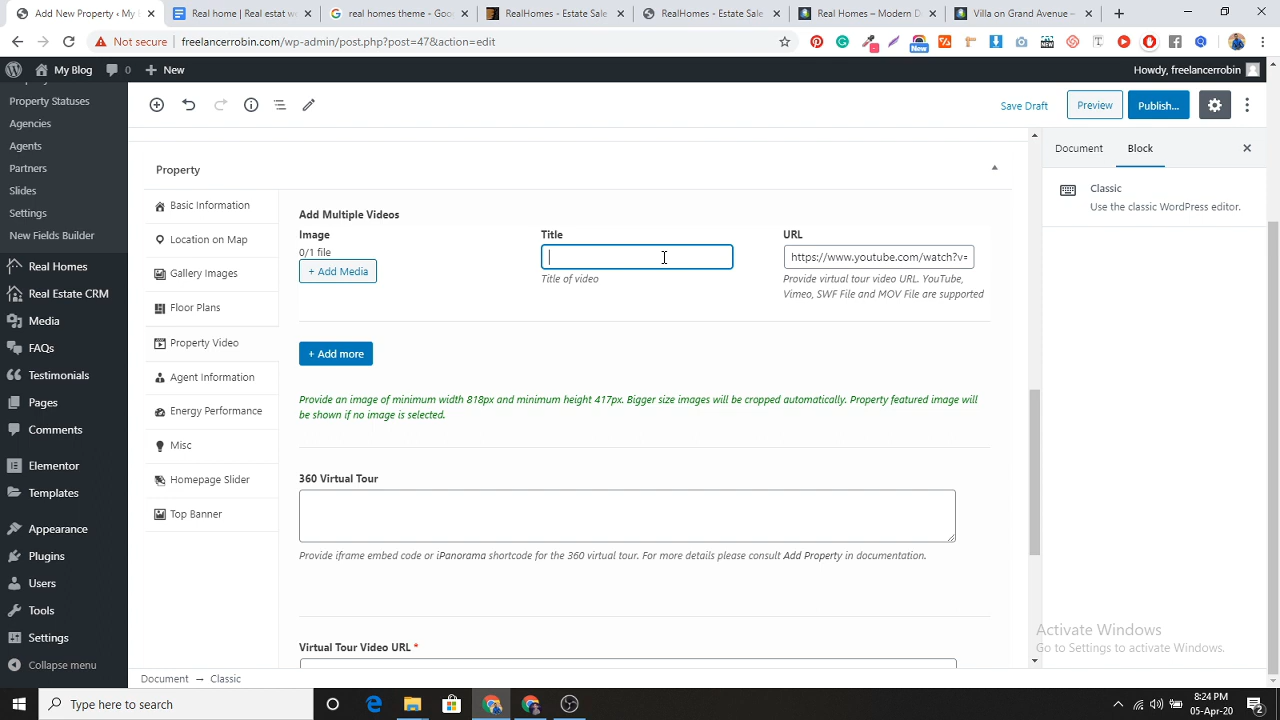 Add New Property ‹ My
Real home | Real estat we
real homes theme - Goog
RealHomes - Estate Sale
RealHomes - Estate Sale
Real Homes - Modern D
Villa on Grand Avenue –
Not secure
freelancerrobin.com/wp-admin/post.php?post=47&action=edit
New
NEW
My Blog
0
New
Howdy, freelancerrobin
Property Statuses
Agencies
Agents
Partners
Slides
Settings
New Fields Builder
Real Homes
Real Estate CRM
Media
FAQs
Testimonials
Pages
Comments
Elementor
Templates
Appearance
Plugins
Users
Tools
Settings
Collapse menu
Save Draft
Preview
Publish...
Property
Basic Information
Location on Map
Gallery Images
Floor Plans
Property Video
Agent Information
Energy Performance
Misc
Homepage Slider
Top Banner
Add Multiple Videos
Image
Title
URL
0/1 file
+ Add Media
https://www.youtube.com/watch?v=
Title of video
Provide virtual tour video URL. YouTube,
Vimeo, SWF File and MOV File are supported
+ Add more
Provide an image of minimum width 818px and minimum height 417px. Bigger size images will be cropped automatically. Property featured image will
be shown if no image is selected.
360 Virtual Tour
Provide iframe embed code or iPanorama shortcode for the 360 virtual tour. For more details please consult Add Property in documentation.
Virtual Tour Video URL *
Document
Block
Classic
Use the classic WordPress editor.
Activate Windows
Go to Settings to activate Windows.
Document → Classic
Type here to search
8:24 PM
05-Apr-20
2